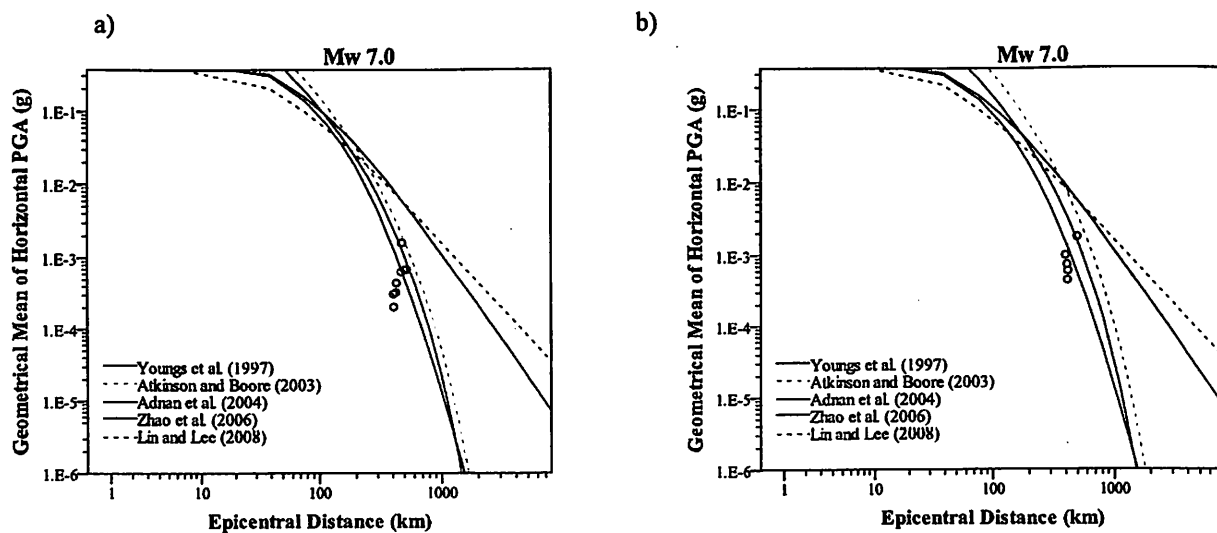 a)
Mw 7.0
Geometrical Mean of Horizontal PGA (g)
1.E-1
1.E-2
1.E-3
1.E-4
1.E-5
1.E-6
Youngs et al. (1997)
Atkinson and Boore (2003)
Adnan et al. (2004)
Zhao et al. (2006)
Lin and Lee (2008)
1 10 100 1000
Epicentral Distance (km)
b)
Mw 7.0
Geometrical Mean of Horizontal PGA (g)
1.E-1
1.E-2
1.E-3
1.E-4
1.E-5
1.E-6
Youngs et al. (1997)
Atkinson and Boore (2003)
Adnan et al. (2004)
Zhao et al. (2006)
Lin and Lee (2008)
1 10 100 1000
Epicentral Distance (km)